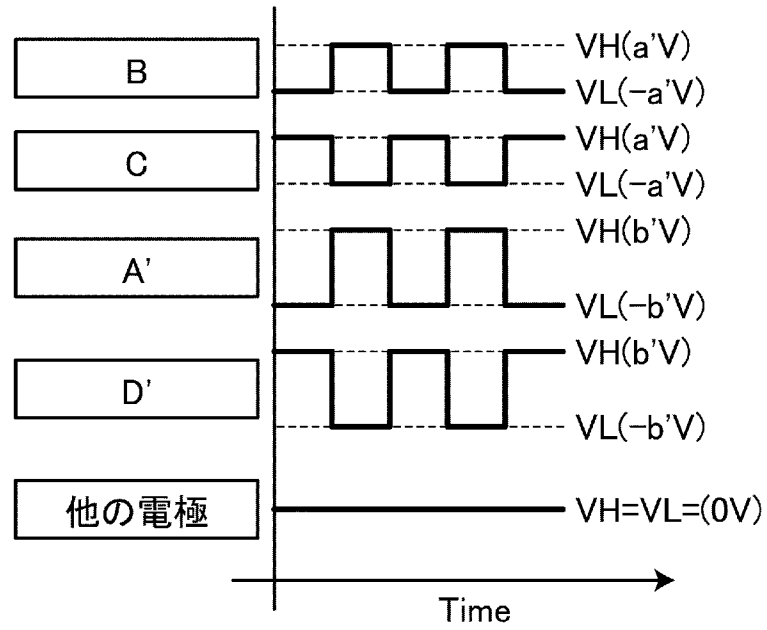 VH(a'V)
B
VL(-a'V)
VH(a'V)
C
VL(-a'V)
VH(b'V)
A'
VL(-b'V)
VH(b'V)
D'
VL(-b'V)
他の電極
VH=VL=(0V)
Time